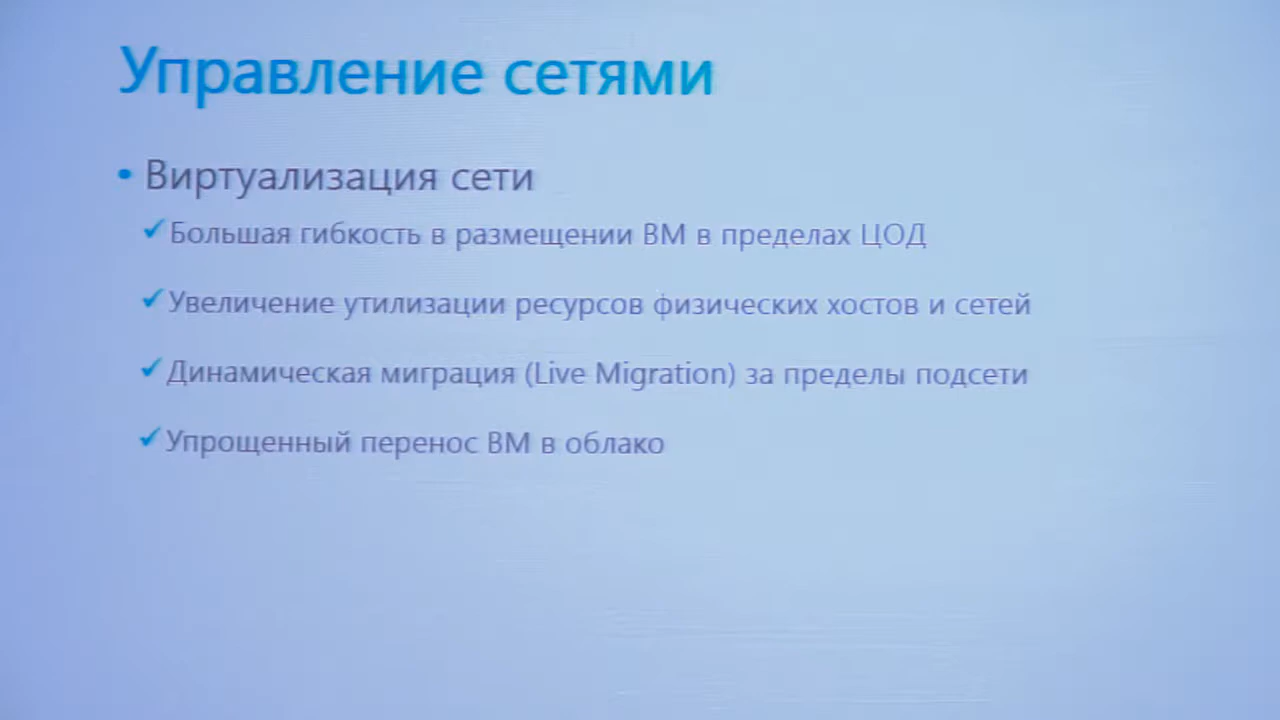 Управление сетями
• Виртуализация сети
✓Большая гибкость в размещении ВМ в пределах ЦОД
✓Увеличение утилизации ресурсов физических хостов и сетей
✓Динамическая миграция (Live Migration) за пределы подсети
✓Упрощенный перенос ВМ в облако